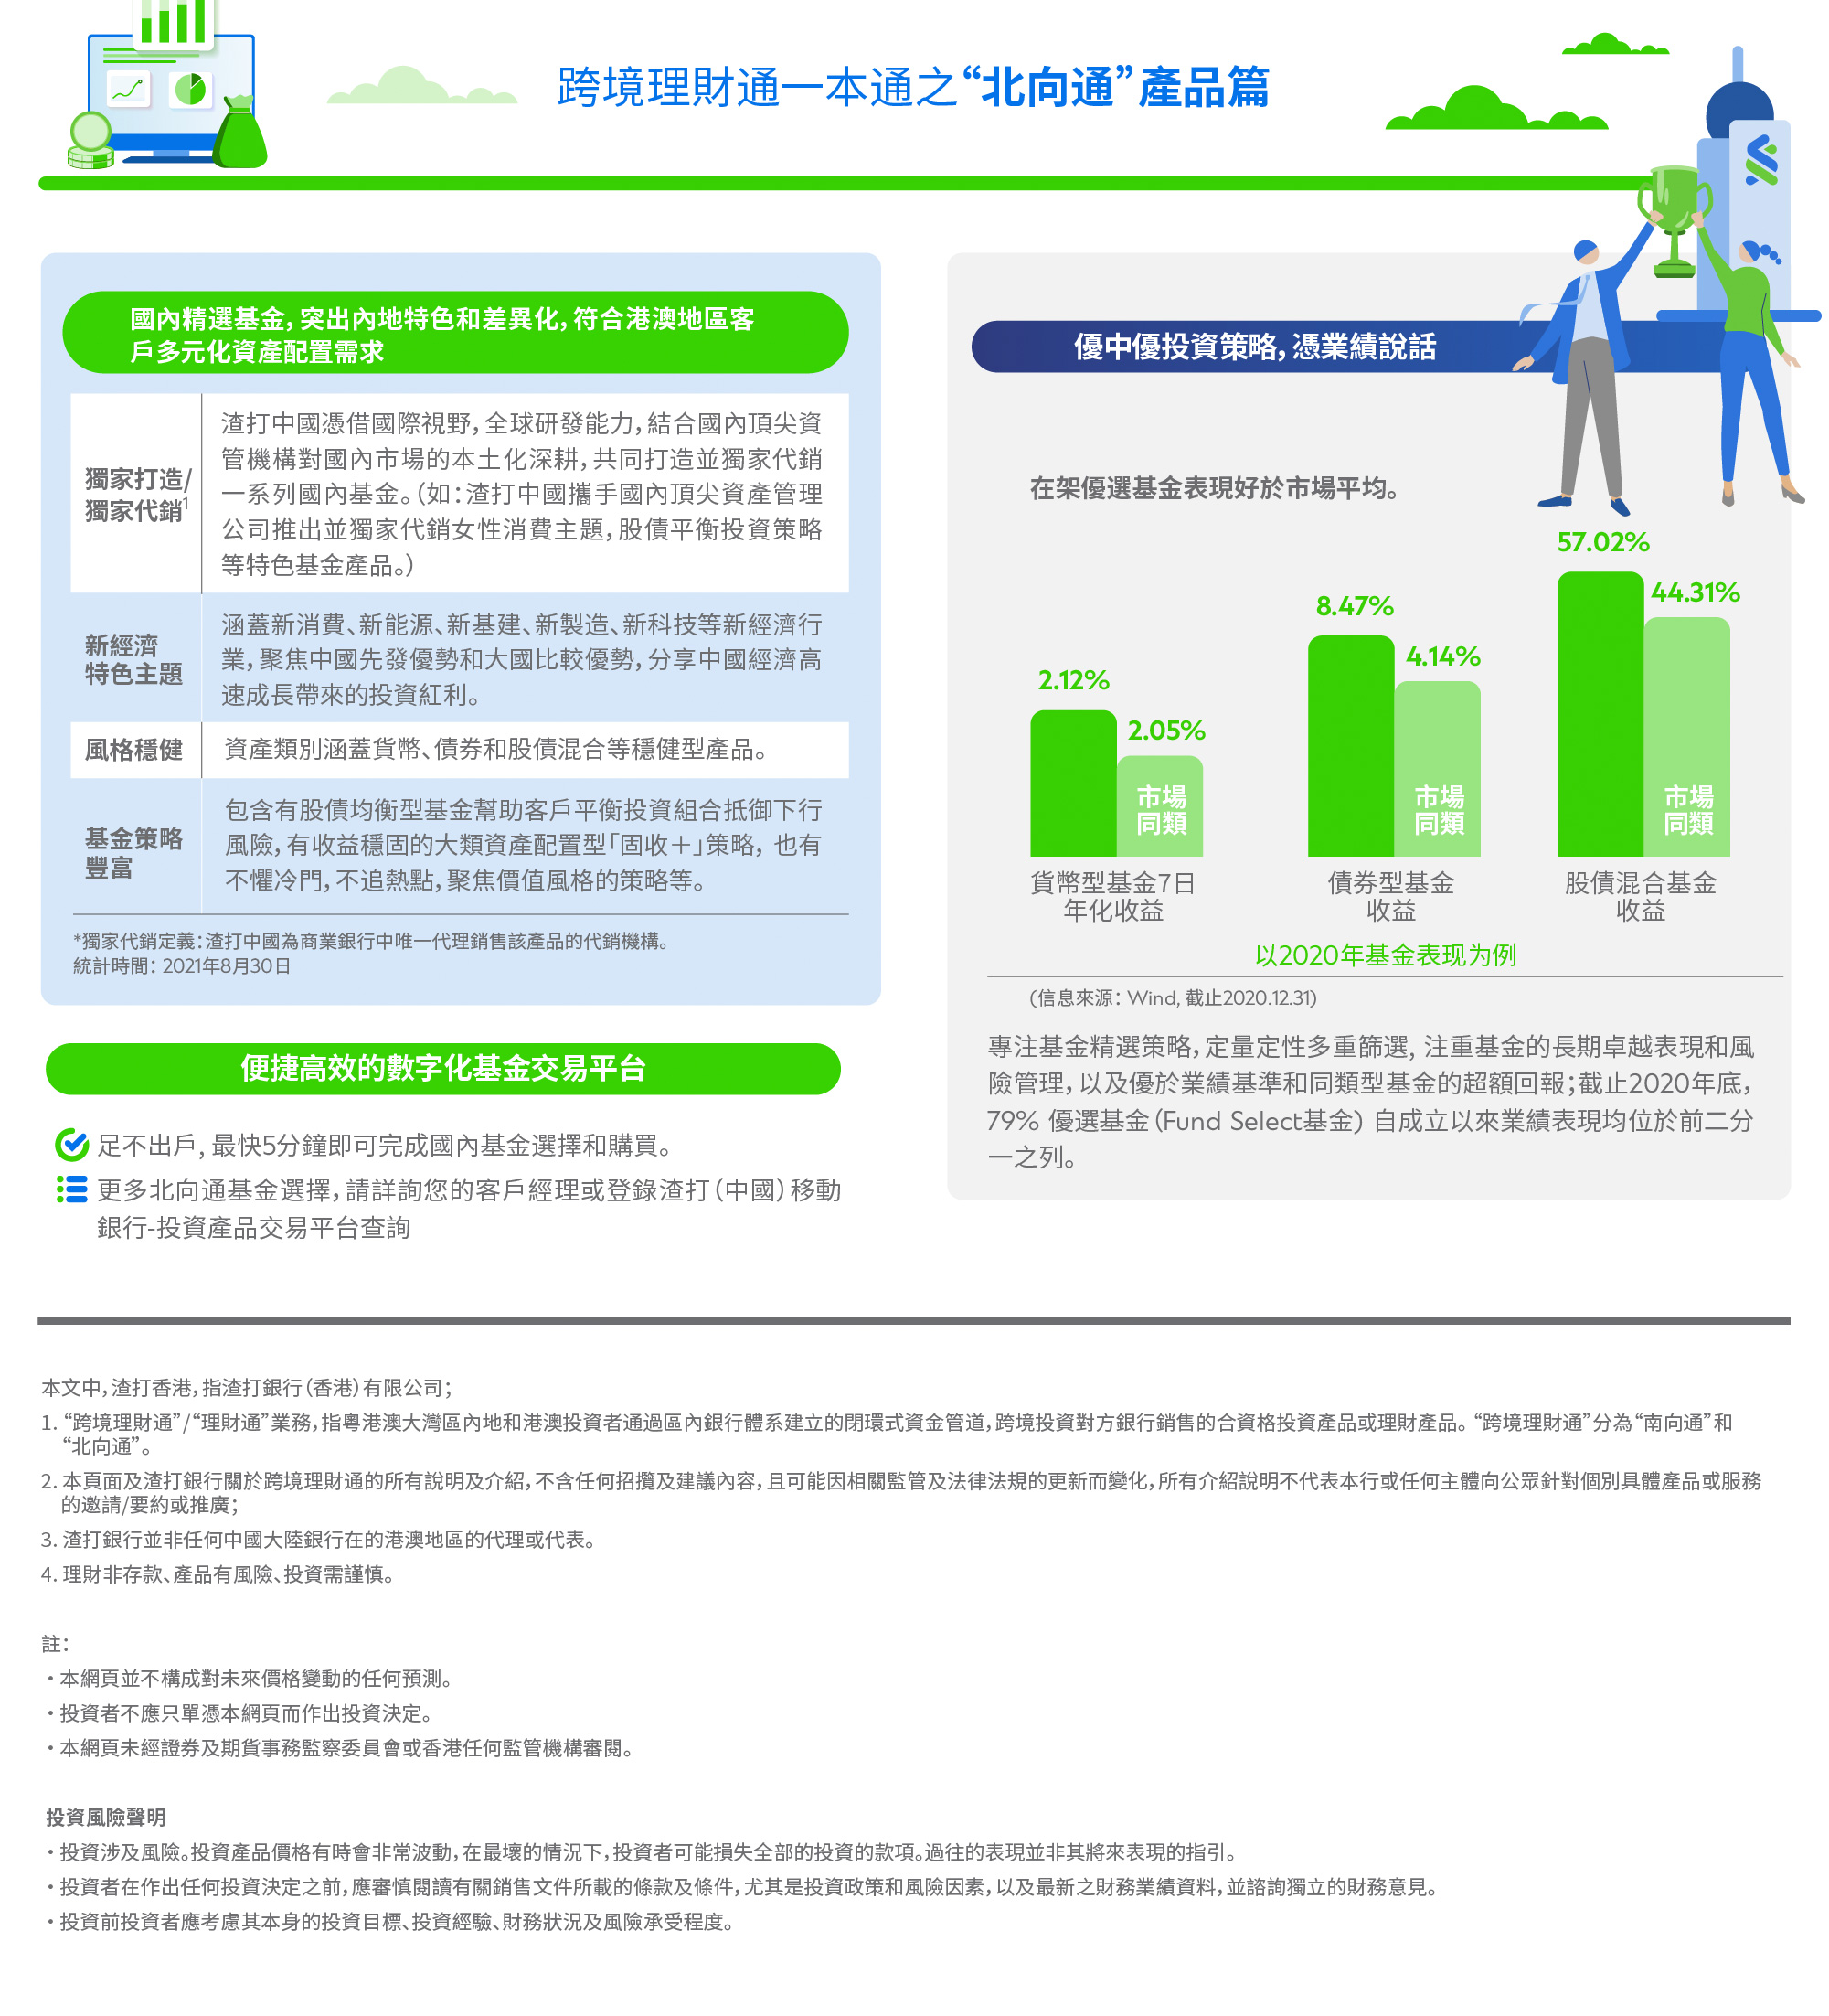 跨境理財通一本通之“北向通”產品篇
國內精選基金，突出內地特色和差異化，符合港澳地區客
戶多元化資產配置需求
獨家打造/
獨家代銷1
渣打中國憑借國際視野，全球研發能力，結合國內頂尖資
管機構對國內市場的本土化深耕，共同打造並獨家代銷
一系列國內基金。（如：渣打中國攜手國內頂尖資產管理
公司推出並獨家代銷女性消費主題，股債平衡投資策略
等特色基金產品。）
新經濟
特色主題
涵蓋新消費、新能源、新基建、新製造、新科技等新經濟行
業，聚焦中國先發優勢和大國比較優勢，分享中國經濟高
速成長帶來的投資紅利。
風格穩健
資產類別涵蓋貨幣、債券和股債混合等穩健型產品。
基金策略
豐富
包含有股債均衡型基金幫助客戶平衡投資組合抵御下行
風險，有收益穩固的大類資產配置型「固收＋」策略，也有
不懼冷門，不追熱點，聚焦價值風格的策略等。
*獨家代銷定義：渣打中國為商業銀行中唯一代理銷售該產品的代銷機構。
統計時間： 2021年8月30日
便捷高效的數字化基金交易平台
足不出戶, 最快5分鐘即可完成國內基金選擇和購買。
更多北向通基金選擇，請詳詢您的客戶經理或登錄渣打（中國）移動
銀行-投資產品交易平台查詢
優中優投資策略，憑業績說話
在架優選基金表現好於市場平均。
57.02%
44.31%
8.47%
4.14%
2.12%
2.05%
市場
同類
市場
同類
市場
同類
貨幣型基金7日
年化收益
債券型基金
收益
股債混合基金
收益
以2020年基金表现为例
(信息來源： Wind, 截止2020.12.31)
專注基金精選策略，定量定性多重篩選, 注重基金的長期卓越表現和風
險管理，以及優於業績基準和同類型基金的超額回報；截止2020年底，
79% 優選基金（Fund Select基金) 自成立以來業績表現均位於前二分
一之列。
本文中，渣打香港，指渣打銀行（香港）有限公司；
1. “跨境理財通”/“理財通”業務，指粵港澳大灣區內地和港澳投資者通過區內銀行體系建立的閉環式資金管道，跨境投資對方銀行銷售的合資格投資產品或理財產品。“跨境理財通”分為“南向通”和
“北向通”。
2. 本頁面及渣打銀行關於跨境理財通的所有說明及介紹，不含任何招攬及建議內容，且可能因相關監管及法律法規的更新而變化，所有介紹說明不代表本行或任何主體向公眾針對個別具體產品或服務
的邀請/要約或推廣；
3. 渣打銀行並非任何中國大陸銀行在的港澳地區的代理或代表。
4. 理財非存款、產品有風險、投資需謹慎。
註：
• 本網頁並不構成對未來價格變動的任何預測。
• 投資者不應只單憑本網頁而作出投資決定。
• 本網頁未經證券及期貨事務監察委員會或香港任何監管機構審閱。
投資風險聲明
• 投資涉及風險。投資產品價格有時會非常波動，在最壞的情況下，投資者可能損失全部的投資的款項。過往的表現並非其將來表現的指引。
• 投資者在作出任何投資決定之前，應審慎閱讀有關銷售文件所載的條款及條件，尤其是投資政策和風險因素，以及最新之財務業績資料，並諮詢獨立的財務意見。
• 投資前投資者應考慮其本身的投資目標、投資經驗、財務狀況及風險承受程度。